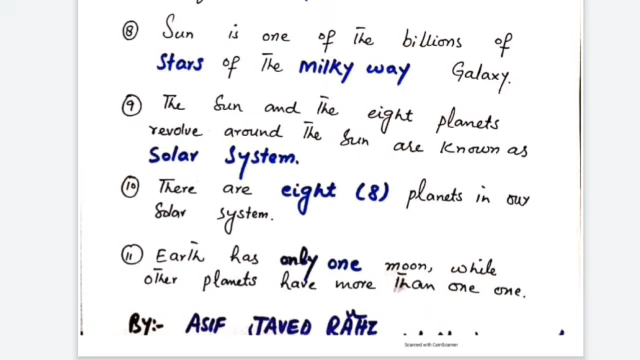 ⑧ Sun is one of the billions of
stars of the milky way Galaxy.
⑨ The Sun and the eight planets
revolve around the Sun are known as
Solar System.
⑩ There are eight (8) planets in our
Solar system.
⑪ Earth has only one moon, while
other planets have more than one one.
BY:- ASIF
Scanned with CamScanner